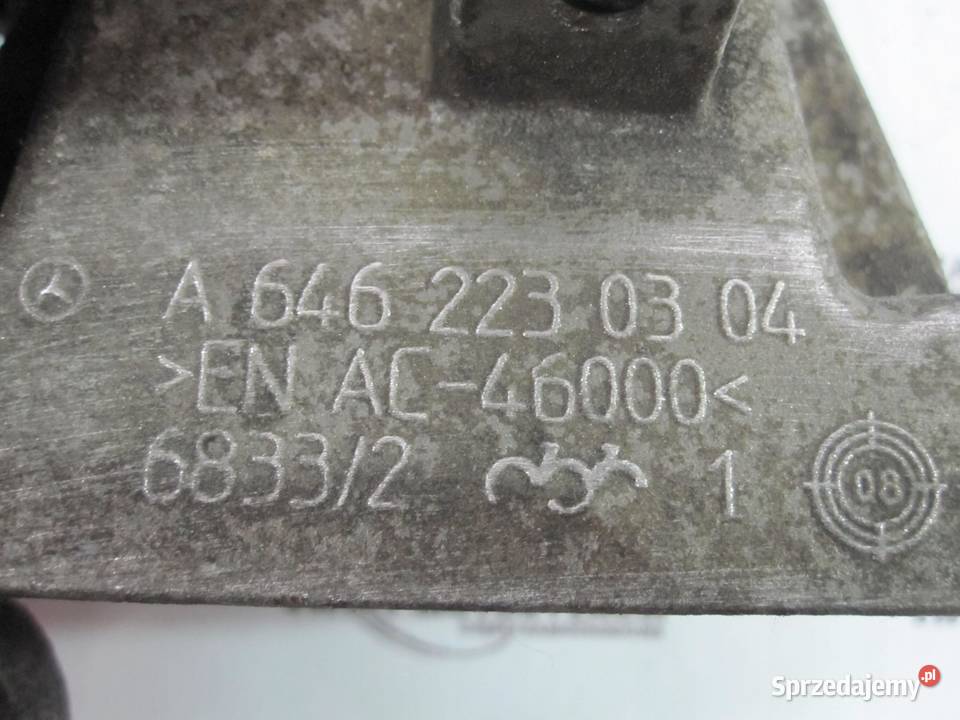 A 646 223 03 04
>EN AC-46000<
6833/2 1
08
Sprzedajemy.pl